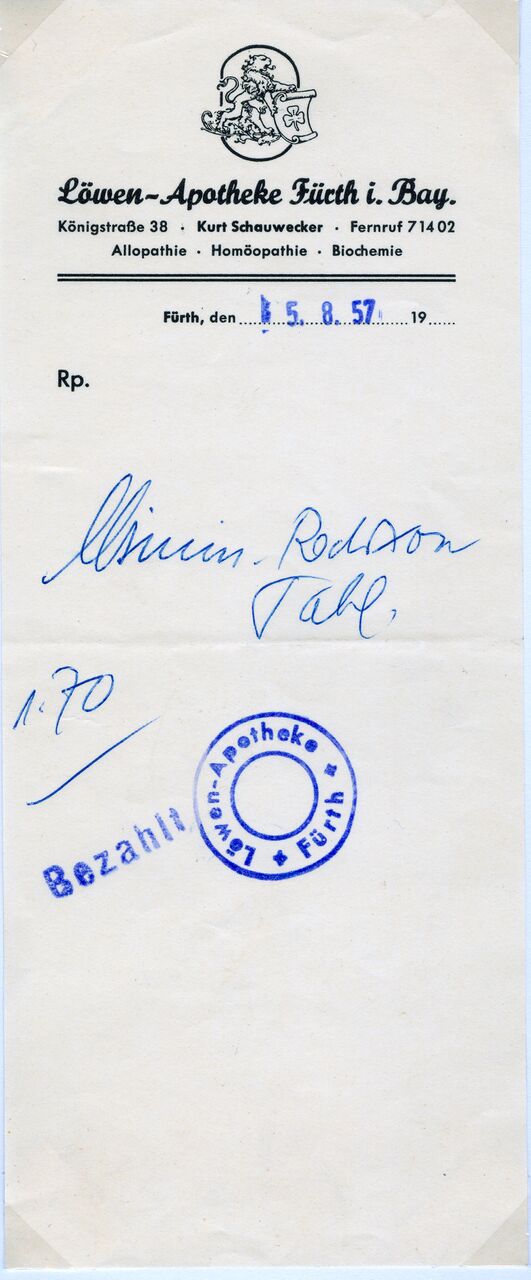 Löwen-Apotheke Fürth i. Bay.
Königstraße 38 · Kurt Schauwecker · Fernruf 71402
Allopathie · Homöopathie · Biochemie
Fürth, den 5. 8. 57 19
Rp.
Tabl.
1.70
Löwen-Apotheke Fürth
Bezahlt